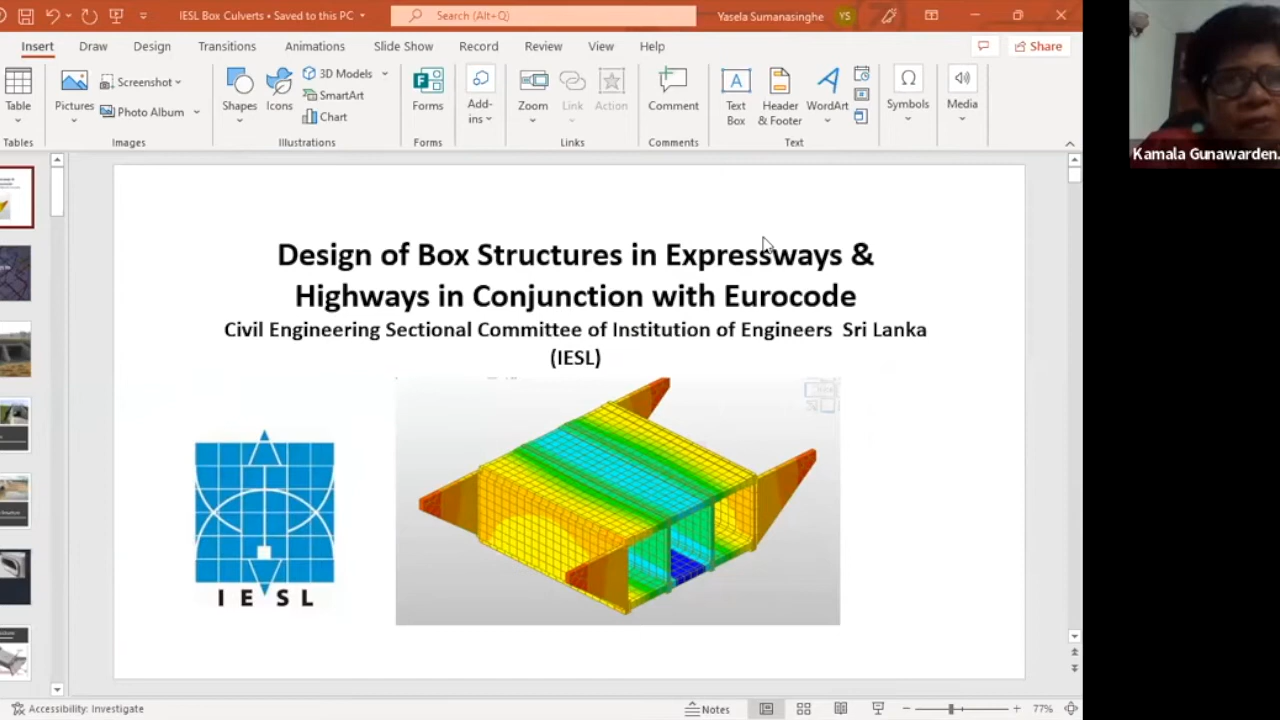 IESL Box Culverts • Saved to this PC
Search (Alt+Q)
Yasela Sumanasinghe
YS
Insert
Draw
Design
Transitions
Animations
Slide Show
Record
Review
View
Help
Share
Table
Pictures
Screenshot
Photo Album
Shapes
Icons
3D Models
SmartArt
Chart
Forms
Add-
ins
Zoom
Link
Action
Comment
Text
Box
Header
& Footer
WordArt
Symbols
Media
Tables
Images
Illustrations
Forms
Links
Comments
Text
Kamala Gunawarden.
Design of Box Structures in Expressways &
Highways in Conjunction with Eurocode
Civil Engineering Sectional Committee of Institution of Engineers Sri Lanka
(IESL)
I E S L
Accessibility: Investigate
Notes
77%